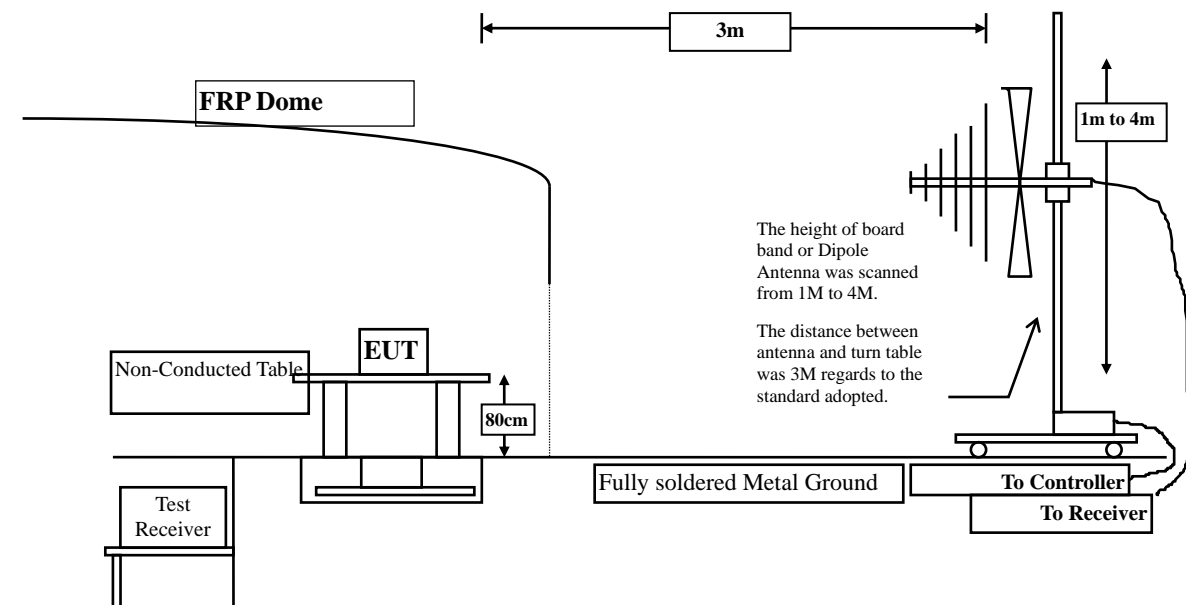 3m
FRP Dome
1m to 4m
The height of board
band or Dipole
Antenna was scanned
from 1M to 4M.
The distance between
antenna and turn table
was 3M regards to the
standard adopted.
EUT
Non-Conducted Table
80cm
Fully soldered Metal Ground
To Controller
To Receiver
Test
Receiver